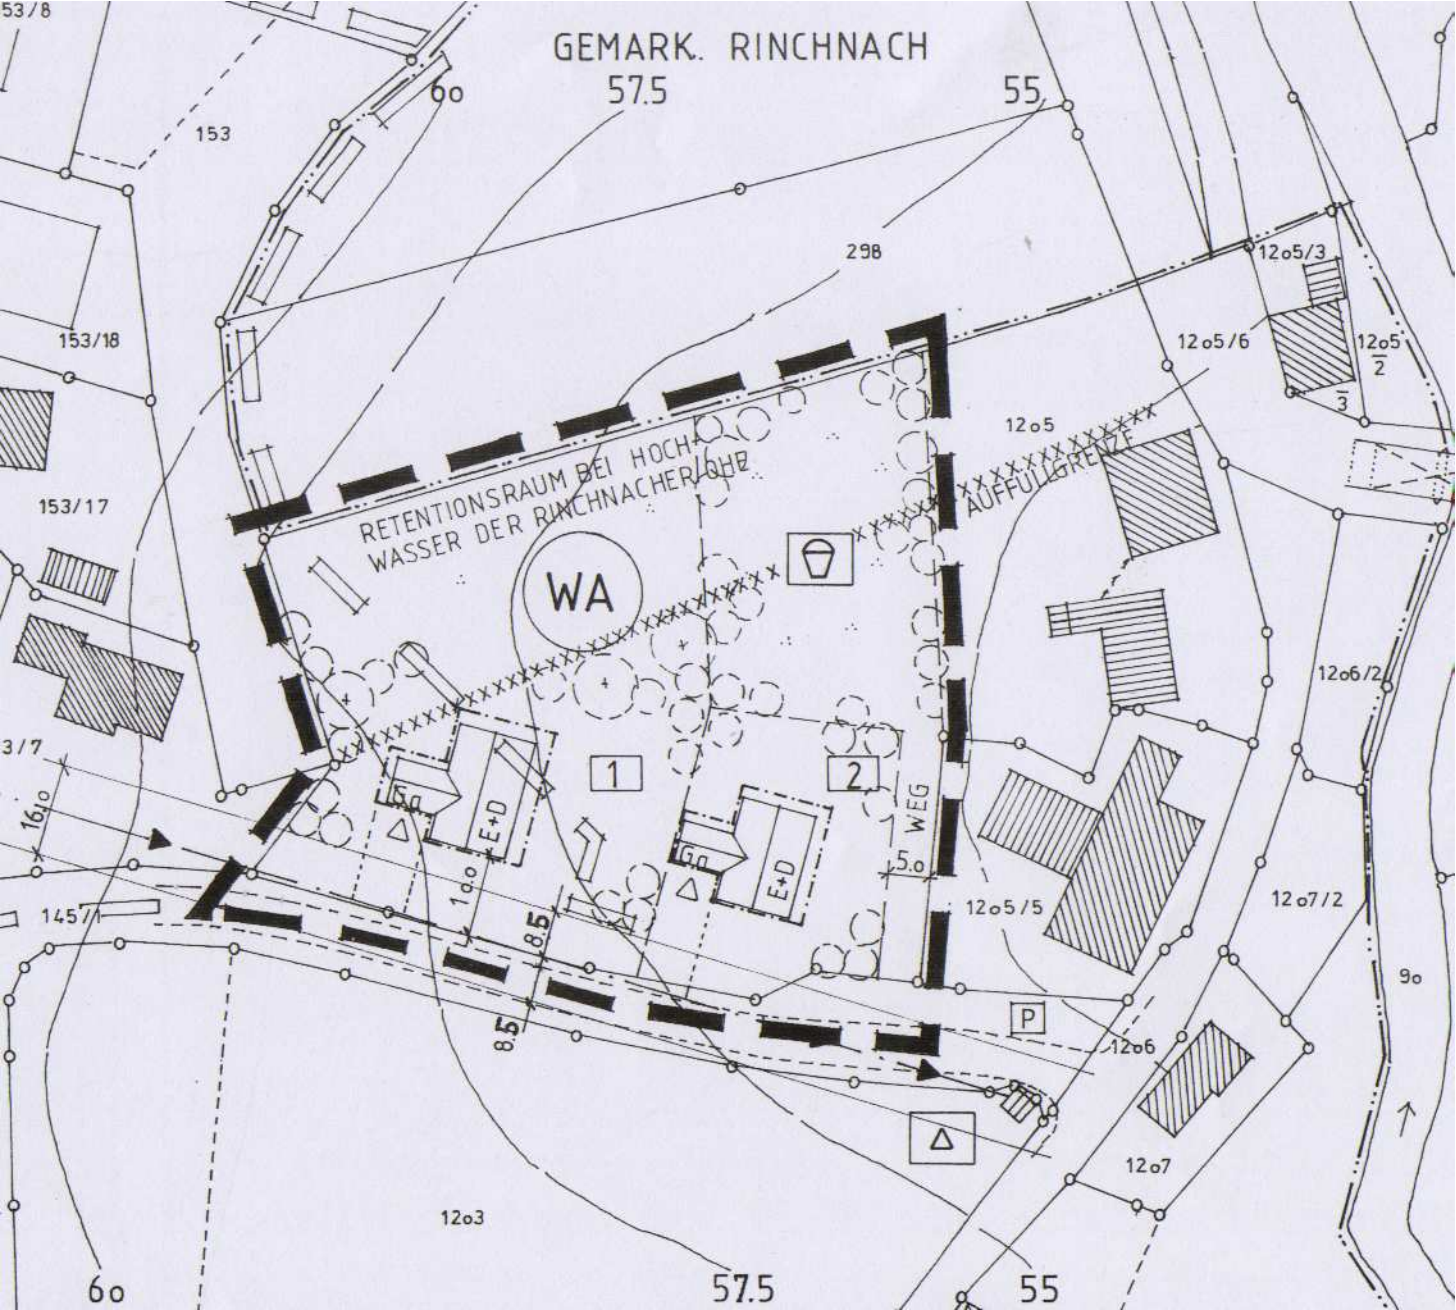 53/8
GEMARK. RINCHNACH
6o
57.5
55
153
298
12o5/3
153/18
12o5/6
12o5
2
3
12o5
RETENTIONSRAUM BEI HOCH-
WASSER DER RINCHNACHER OHE
AUFFÜLLGRENZE
153/17
WA
12o6/2
3/7
1
2
Ga
E+D
WEG
16.o
Ga
E+D
5.o
1o.o
145/1
8.5
12o5/5
12o7/2
9o
8.5
P
12o6
12o7
12o3
6o
57.5
55